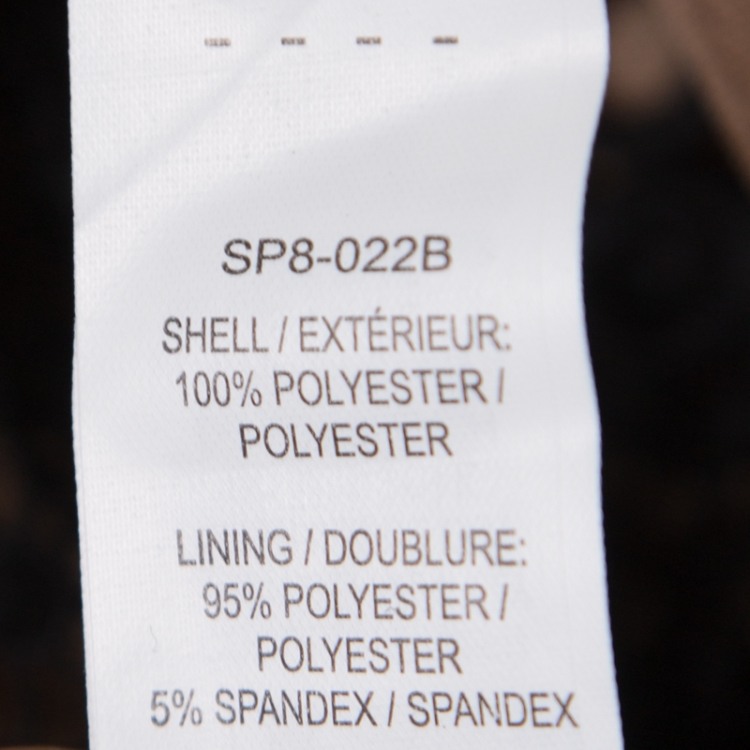 SP8-022B
SHELL / EXTÉRIEUR:
100% POLYESTER /
POLYESTER
LINING / DOUBLURE:
95% POLYESTER /
POLYESTER
5% SPANDEX / SPANDEX